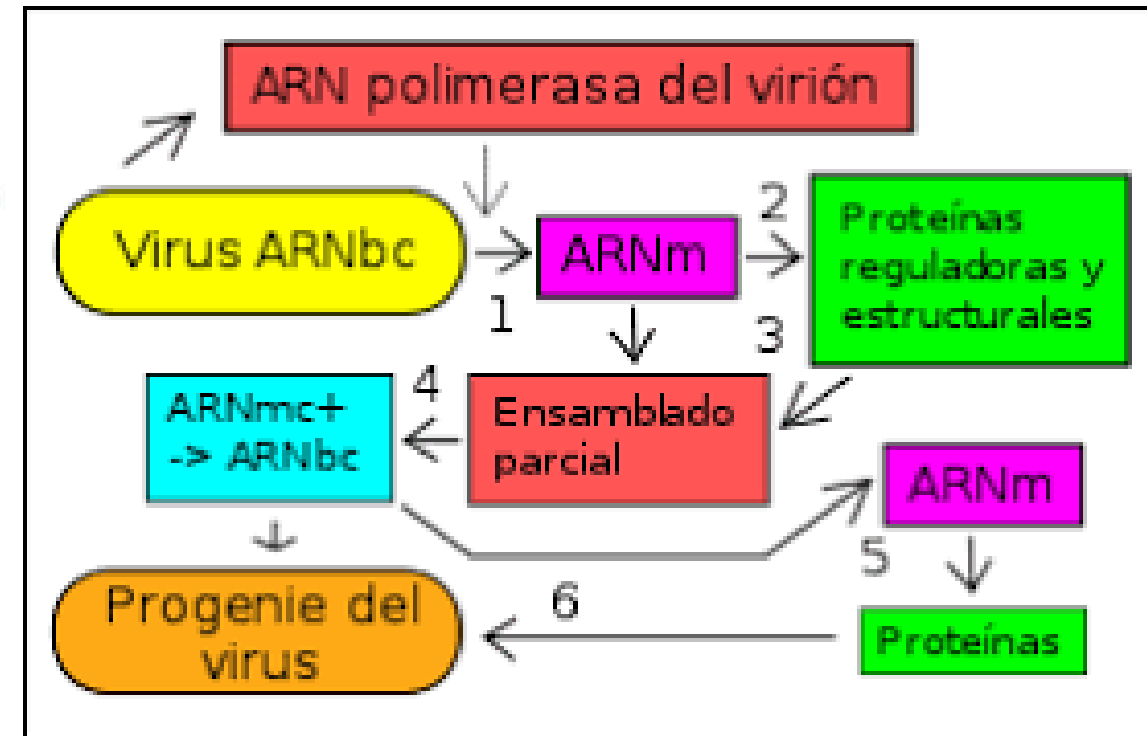 ARN polimerasa del virión
Virus ARNbc
1
ARNm
2
Proteínas
reguladoras y
estructurales
3
Ensamblado
parcial
4
ARNmc+
-> ARNbc
ARNm
5
Proteínas
6
Progenie del
virus